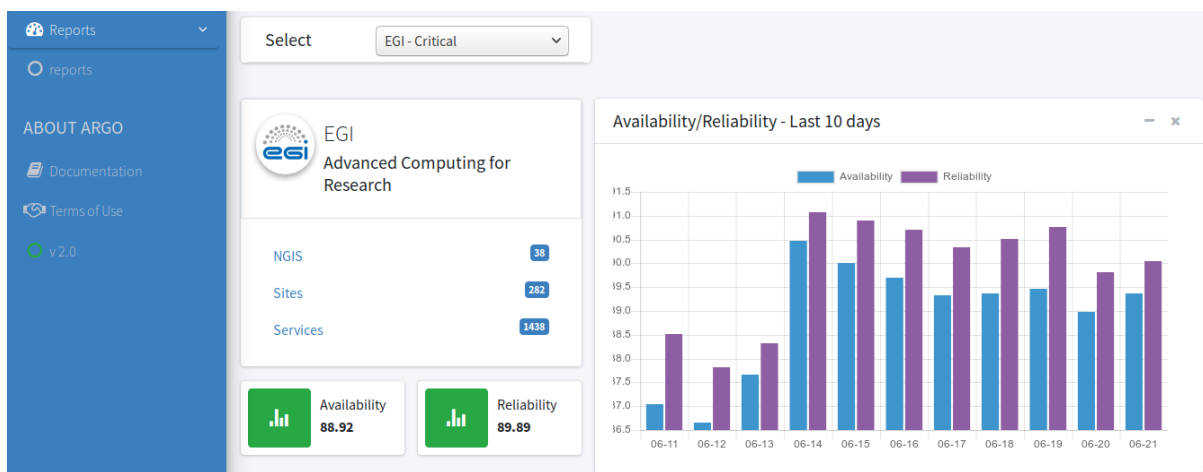 Reports
reports
ABOUT ARGO
Documentation
Terms of Use
v 2.0
Select
EGI - Critical
egi
EGI
Advanced Computing for
Research
NGIS 38
Sites 282
Services 1438
Availability
88.92
Reliability
89.89
Availability/Reliability - Last 10 days
Availability Reliability
06-11 06-12 06-13 06-14 06-15 06-16 06-17 06-18 06-19 06-20 06-21